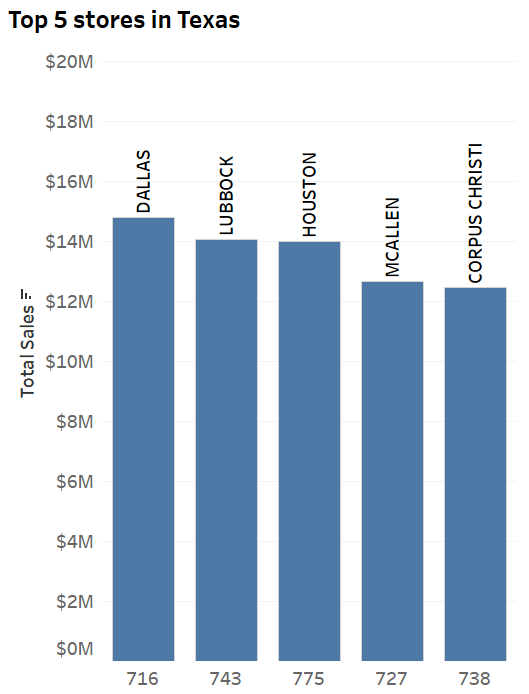 Top 5 stores in Texas
$20M
$18M
$16M
$14M
$12M
$10M
$8M
$6M
$4M
$2M
$0M
Total Sales
DALLAS
LUBBOCK
HOUSTON
MCALLEN
CORPUS CHRISTI
716
743
775
727
738